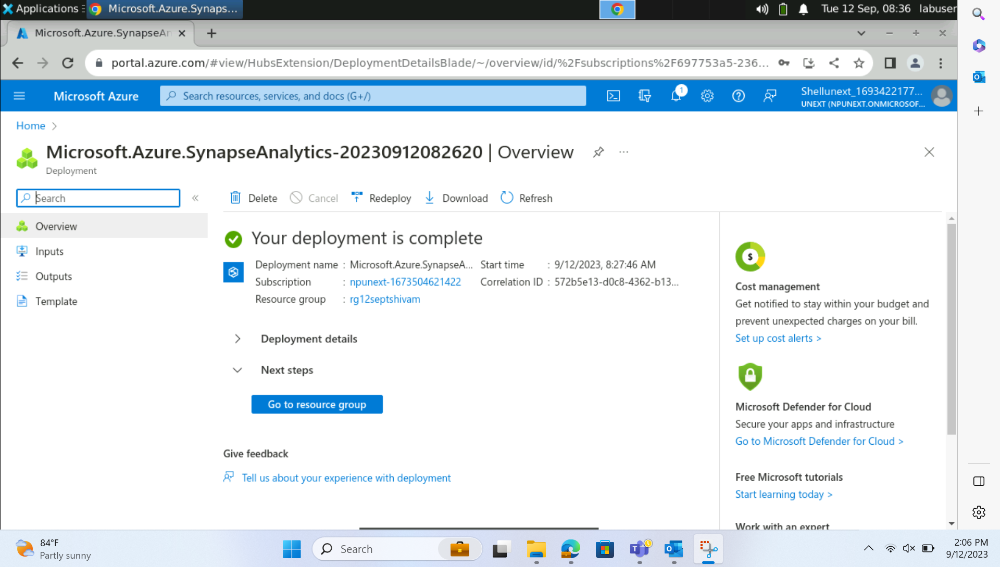 Applications
Microsoft.Azure.Synaps...
Tue 12 Sep, 08:36 labuser
Microsoft.Azure.SynapseAn
portal.azure.com/#view/HubsExtension/DeploymentDetailsBlade/~/overview/id/%2Fsubscriptions%2F697753a5-236...
Microsoft Azure
Search resources, services, and docs (G+/)
1
Shellunext_1693422177...
UNEXT (NPUNEXT.ONMICROSOF...
Home
Microsoft.Azure.SynapseAnalytics-20230912082620 | Overview
Deployment
Search
Delete
Cancel
Redeploy
Download
Refresh
Overview
Inputs
Outputs
Template
Your deployment is complete
Deployment name : Microsoft.Azure.SynapseA...
Subscription : npunext-1673504621422
Resource group : rg12septshivam
Start time : 9/12/2023, 8:27:46 AM
Correlation ID : 572b5e13-d0c8-4362-b13...
Deployment details
Next steps
Go to resource group
Give feedback
Tell us about your experience with deployment
$
Cost management
Get notified to stay within your budget and
prevent unexpected charges on your bill.
Set up cost alerts >
Microsoft Defender for Cloud
Secure your apps and infrastructure
Go to Microsoft Defender for Cloud >
Free Microsoft tutorials
Start learning today >
Work with an expert
84°F
Partly sunny
Search
2:06 PM
9/12/2023